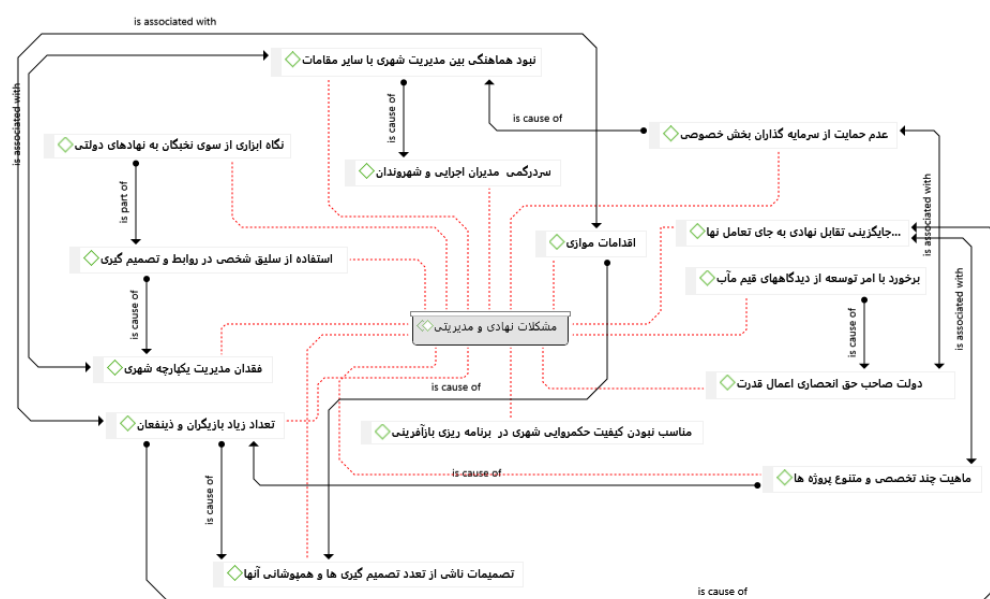 is associated with
نبود هماهنگی بین مدیریت شهری با سایر مقامات
is associated with
is cause of
is cause of
عدم حمایت از سرمایه گذاران بخش خصوصی
نگاه ابزاری از سوی نخبگان به نهادهای دولتی
سردرکمی مدیران اجرایی و شهروندان
is part of
is associated with
جایگزینی تقابل نهادی به جای تعامل نها...
اقدامات موازی
استفاده از سلیق شخصی در روابط و تصمیم گیری
برخورد با امر توسعه از دیدگاههای قیم مآب
is cause of
مشکلات نهادی و مدیریتی
is cause of
is associated with
فقدان مدیریت یکپارچه شهری
دولت صاحب حق انحصاری اعمال قدرت
is cause of
تعداد زیاد بازیگران و ذینفعان
مناسب نبودن کیفیت حکمروایی شهری در برنامه ریزی بازآفرینی
is cause of
ماهیت چند تخصصی و متنوع پروژه ها
is cause of
تصمیمات ناشی از تعدد تصمیم گیری ها و همپوشانی آنها
is cause of